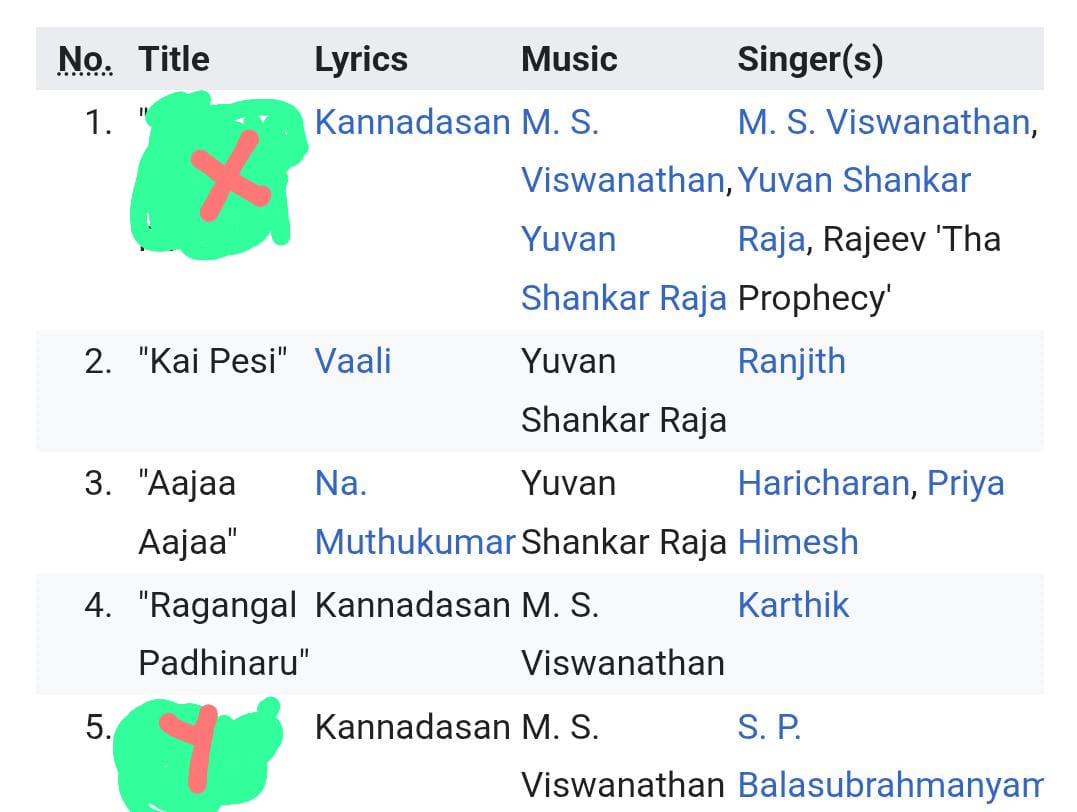 No. Title Lyrics Music Singer(s)
1. " Kannadasan M. S. M. S. Viswanathan,
Viswanathan, Yuvan Shankar
Yuvan Raja, Rajeev 'Tha
Shankar Raja Prophecy'
2. "Kai Pesi" Vaali Yuvan Ranjith
Shankar Raja
3. "Aajaa Na. Yuvan Haricharan, Priya
Aajaa" Muthukumar Shankar Raja Himesh
4. "Ragangal Kannadasan M. S. Karthik
Padhinaru" Viswanathan
5. Kannadasan M. S. S. P.
Viswanathan Balasubrahmanyam
X
Y